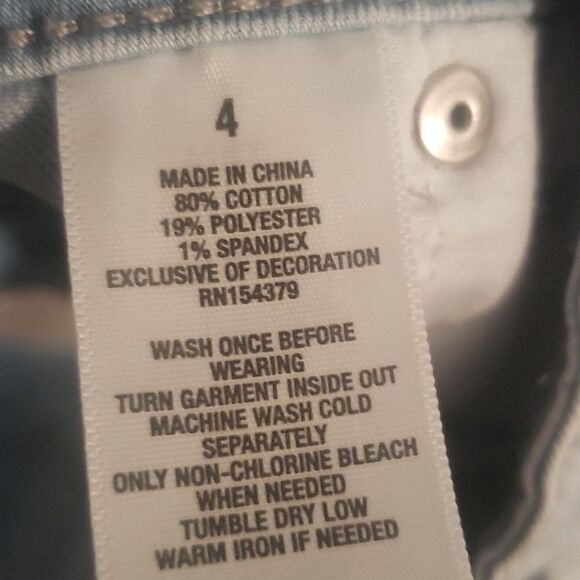 4
MADE IN CHINA
80% COTTON
19% POLYESTER
1% SPANDEX
EXCLUSIVE OF DECORATION
RN154379
WASH ONCE BEFORE
WEARING
TURN GARMENT INSIDE OUT
MACHINE WASH COLD
SEPARATELY
ONLY NON-CHLORINE BLEACH
WHEN NEEDED
TUMBLE DRY LOW
WARM IRON IF NEEDED